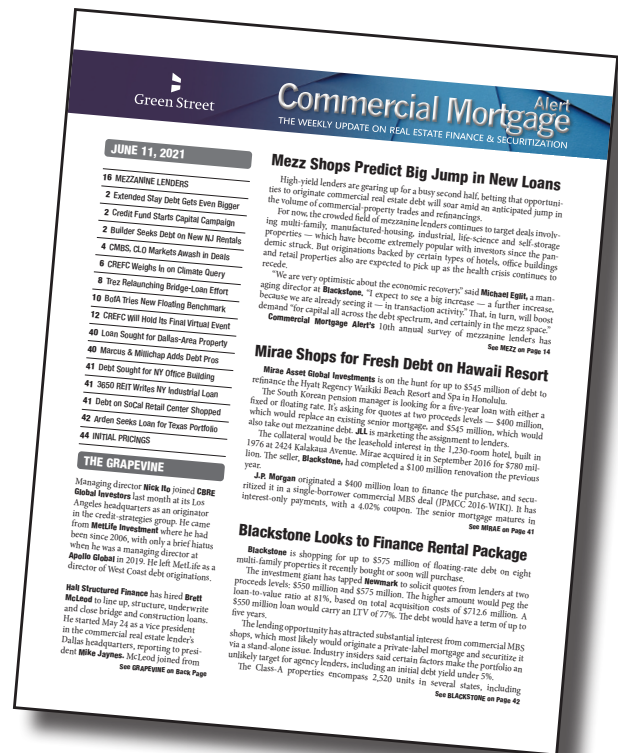 Green Street
Commercial Mortgage
Alert
THE WEEKLY UPDATE ON REAL ESTATE FINANCE & SECURITIZATION
JUNE 11, 2021
16 MEZZANINE LENDERS
2 Extended Stay Debt Gets Even Bigger
2 Credit Fund Starts Capital Campaign
2 Builder Seeks Debt on New NJ Rentals
4 CMBS, CLO Markets Awash in Deals
6 CREFC Weighs In on Climate Query
8 Trez Relaunching Bridge-Loan Effort
10 BofA Tries New Floating Benchmark
12 CREFC Will Hold Its Final Virtual Event
40 Loan Sought for Dallas-Area Property
40 Marcus & Millichap Adds Debt Pros
41 Debt Sought for NY Office Building
41 3650 REIT Writes NJ Industrial Loan
41 Debt on SoCal Retail Center Shopped
42 Arden Seeks Loan for Texas Portfolio
44 INITIAL PRICINGS
THE GRAPEVINE
Managing director Nick Ito joined CBRE
Global Investors last month at its Los
Angeles headquarters as an originator
in the credit-strategies group. He came
from MetLife Investment where he had
been since 2006, with only a brief hiatus
when he was a managing director at
Apollo Global in 2019. He left MetLife as a
director of West Coast debt originations.
Hall Structured Finance has hired Brett
McLeod to line up, structure, underwrite
and close bridge and construction loans.
He started May 24 as a vice president
in the commercial real estate lender's
Dallas headquarters, reporting to presi-
dent Mike Jaynes. McLeod joined from
See GRAPEVINE on Back Page
Mezz Shops Predict Big Jump in New Loans
High-yield lenders are gearing up for a busy second half, betting that opportuni-
ties to originate commercial real estate debt will soar amid an anticipated jump in
the volume of commercial-property trades and refinancings.
For now, the crowded field of mezzanine lenders continues to target deals involv-
ing multi-family, manufactured-housing, industrial, life-science and self-storage
properties — which have become extremely popular with investors since the pan-
demic struck. But originations backed by certain types of hotels, office buildings
and retail properties also are expected to pick up as the health crisis continues to
recede.
"We are very optimistic about the economic recovery," said Michael Eglit, a man-
aging director at Blackstone. "I expect to see a big increase — a further increase,
because we are already seeing it — in transaction activity." That, in turn, will boost
demand "for capital all across the debt spectrum, and certainly in the mezz space."
Commercial Mortgage Alert's 10th annual survey of mezzanine lenders has
See MEZZ on Page 14
Mirae Shops for Fresh Debt on Hawaii Resort
Mirae Asset Global Investments is on the hunt for up to $545 million of debt to
refinance the Hyatt Regency Waikiki Beach Resort and Spa in Honolulu.
The South Korean pension manager is looking for a five-year loan with either a
fixed or floating rate. It's asking for quotes at two proceeds levels — $400 million,
which would replace an existing senior mortgage, and $545 million, which would
also take out mezzanine debt. JLL is marketing the assignment to lenders.
The collateral would be the leasehold interest in the 1,230-room hotel, built in
1976 at 2424 Kalakaua Avenue. Mirae acquired it in September 2016 for $780 mil-
lion. The seller, Blackstone, had completed a $100 million renovation the previous
year.
J.P. Morgan originated a $400 million loan to finance the purchase, and secu-
ritized it in a single-borrower commercial MBS deal (JPMCC 2016-WIKI). It has
interest-only payments, with a 4.02% coupon. The senior mortgage matures in
See MIRAE on Page 41
Blackstone Looks to Finance Rental Package
Blackstone is shopping for up to $575 million of floating-rate debt on eight
multi-family properties it recently bought or soon will purchase.
The investment giant has tapped Newmark to solicit quotes from lenders at two
proceeds levels: $550 million and $575 million. The higher amount would peg the
loan-to-value ratio at 81%, based on total acquisition costs of $712.6 million. A
$550 million loan would carry an LTV of 77%. The debt would have a term of up to
five years.
The lending opportunity has attracted substantial interest from commercial MBS
shops, which most likely would originate a private-label mortgage and securitize it
via a stand-alone issue. Industry insiders said certain factors make the portfolio an
unlikely target for agency lenders, including an initial debt yield under 5%.
The Class-A properties encompass 2,520 units in several states, including
See BLACKSTONE on Page 42